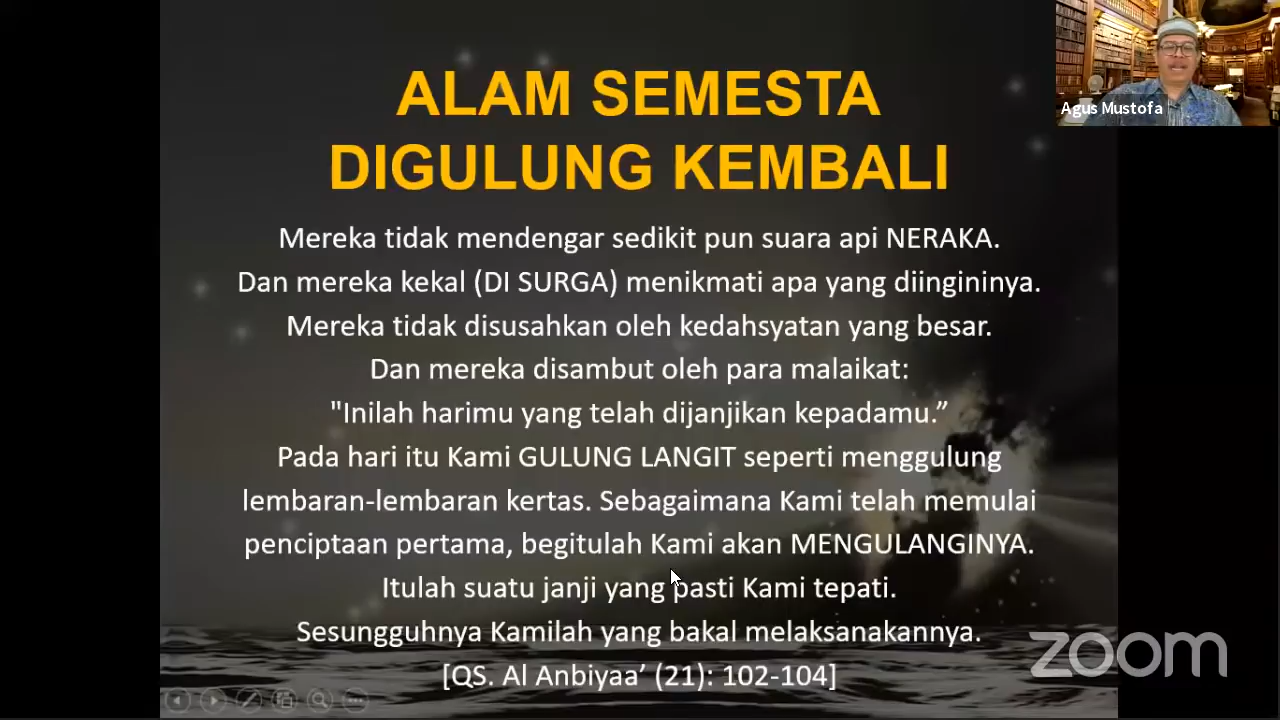 ALAM SEMESTA
DIGULUNG KEMBALI
Agus Mustofa
Mereka tidak mendengar sedikit pun suara api NERAKA.
Dan mereka kekal (DI SURGA) menikmati apa yang diingininya.
Mereka tidak disusahkan oleh kedahsyatan yang besar.
Dan mereka disambut oleh para malaikat:
"Inilah harimu yang telah dijanjikan kepadamu.”
Pada hari itu Kami GULUNG LANGIT seperti menggulung
lembaran-lembaran kertas. Sebagaimana Kami telah memulai
penciptaan pertama, begitulah Kami akan MENGULANGINYA.
Itulah suatu janji yang pasti Kami tepati.
Sesungguhnya Kamilah yang bakal melaksanakannya.
[QS. Al Anbiyaa’ (21): 102-104]
zoom